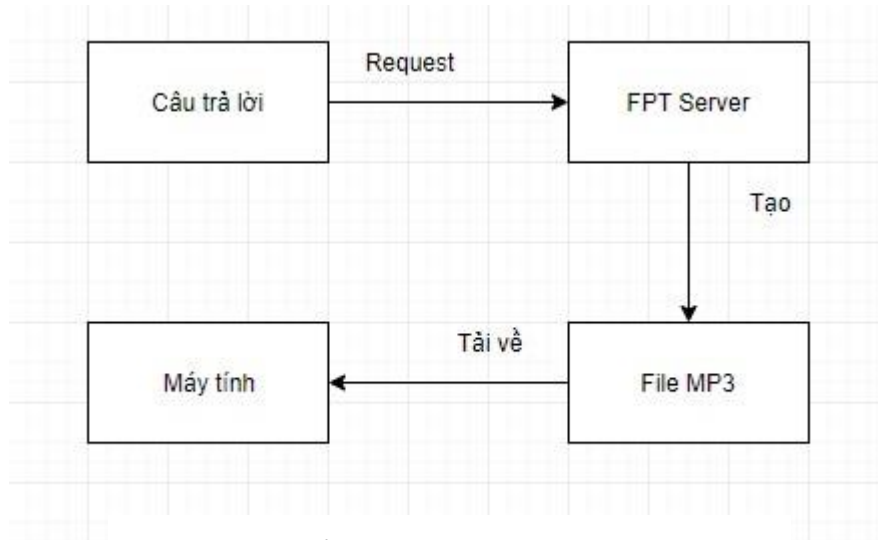 Request
Câu trả lời
FPT Server
Tạo
Tải về
Máy tính
File MP3